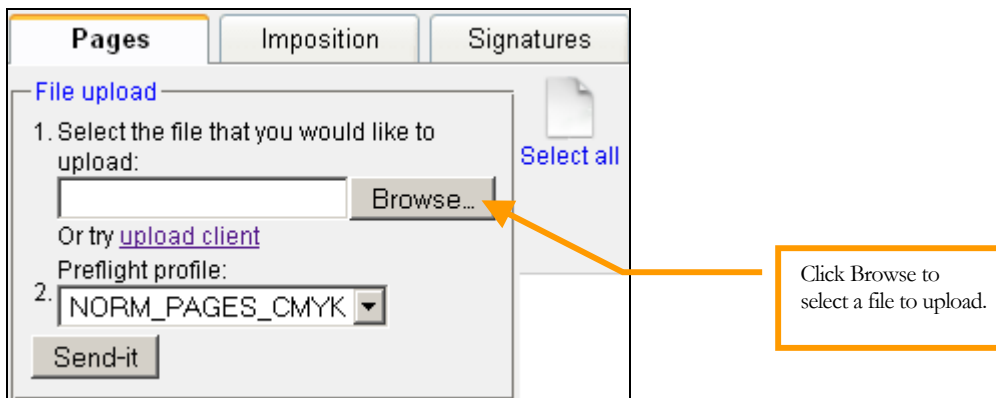 Pages Imposition Signatures
File upload
1. Select the file that you would like to
upload:
Select all
Browse...
Or try upload client
Preflight profile:
2.
NORM_PAGES_CMYK
Send-it
Click Browse to
select a file to upload.